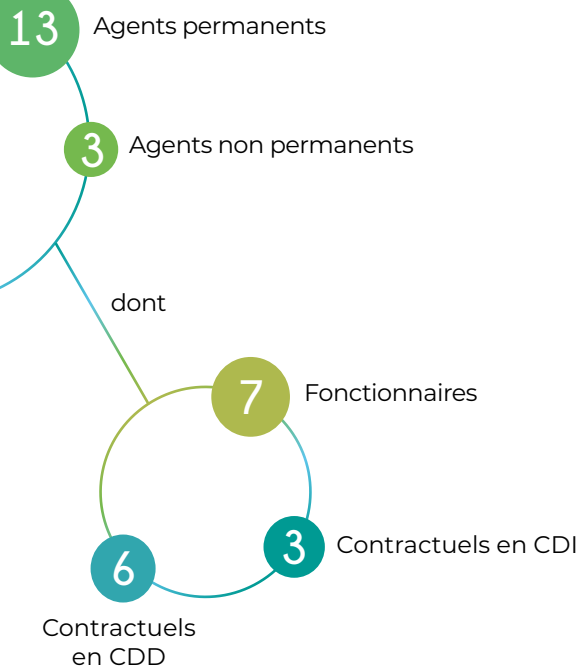 13
Agents permanents
3
Agents non permanents
dont
7
Fonctionnaires
3
Contractuels en CDI
6
Contractuels
en CDD